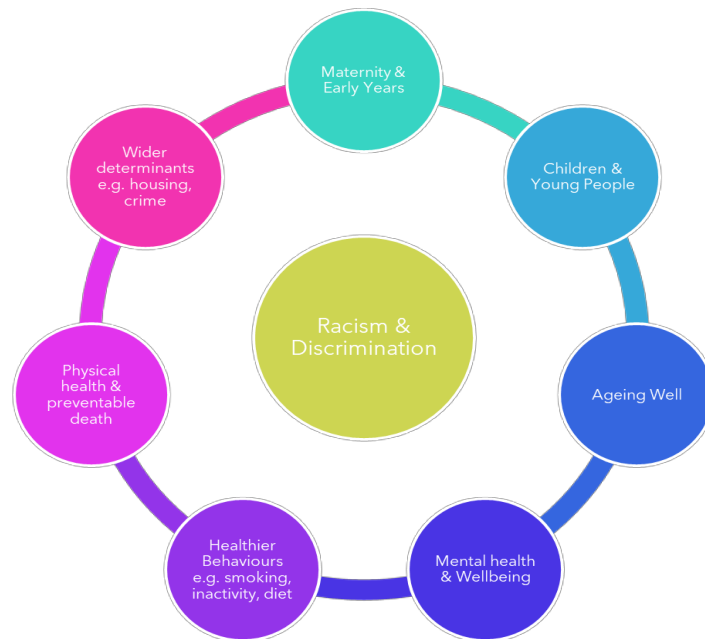 Maternity &
Early Years
Children &
Young People
Ageing Well
Mental health
& Wellbeing
Healthier
Behaviours
e.g. smoking,
inactivity, diet
Physical
health &
preventable
death
Wider
determinants
e.g. housing,
crime
Racism &
Discrimination